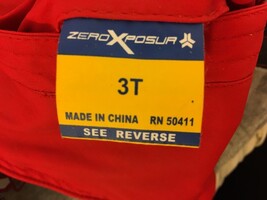 ZEROXPOSUR
3T
MADE IN CHINA RN 50411
SEE REVERSE